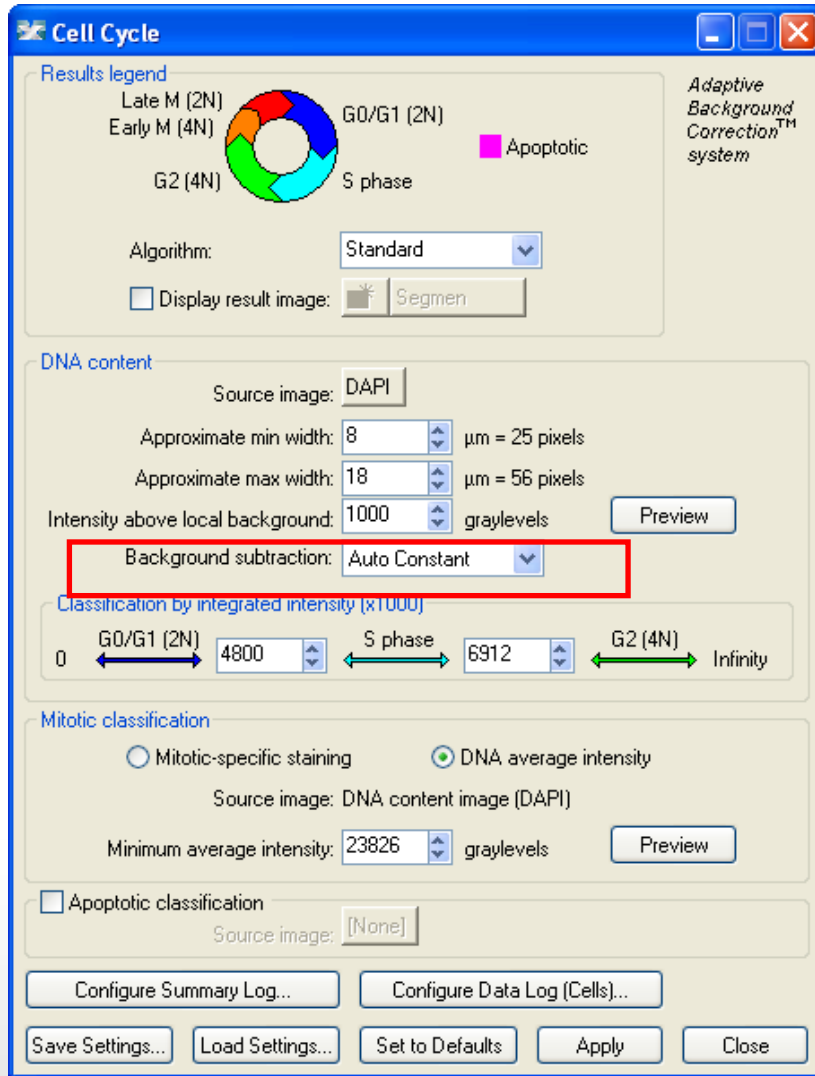 Cell Cycle
Results legend
Late M (2N)
Early M (4N)
G2 (4N)
G0/G1 (2N)
S phase
Apoptotic
Adaptive
Background
Correction™
system
Algorithm: Standard
Display result image: Segmen
DNA content
Source image: DAPI
Approximate min width: 8 µm = 25 pixels
Approximate max width: 18 µm = 56 pixels
Intensity above local background: 1000 graylevels Preview
Background subtraction: Auto Constant
Classification by integrated intensity (x1000)
0 G0/G1 (2N) 4800 S phase 6912 G2 (4N) Infinity
Mitotic classification
Mitotic-specific staining DNA average intensity
Source image: DNA content image (DAPI)
Minimum average intensity: 23826 graylevels Preview
Apoptotic classification
Source image: [None]
Configure Summary Log... Configure Data Log (Cells)...
Save Settings... Load Settings... Set to Defaults Apply Close